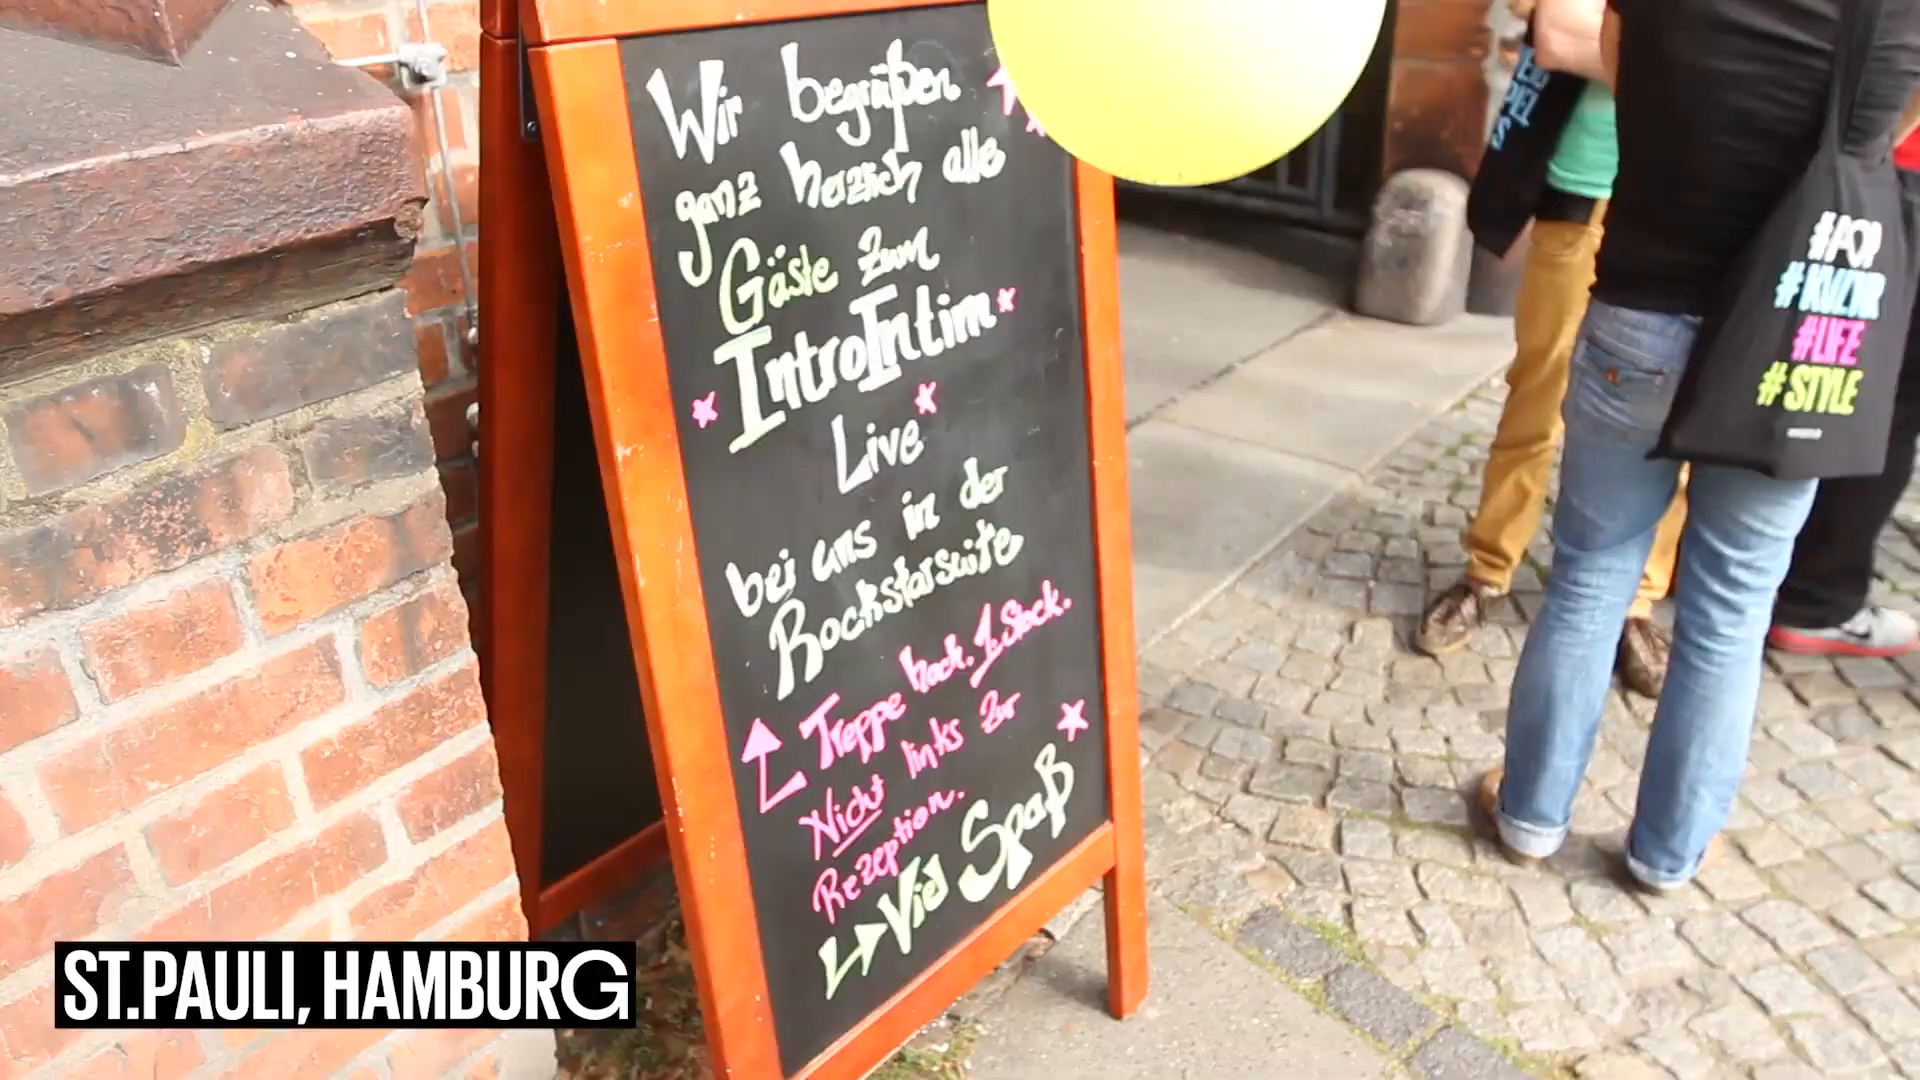 Wir begrüßen
ganz herzlich alle
Gäste zum
IntroIntim
Live
bei uns in der
Rockstarsuite
Treppe hoch. 1. Stock.
Nicht links zur
Rezeption.
Viel Spaß
SPIEL
#POP
#KULTUR
#LIFE
#STYLE
ST.PAULI, HAMBURG